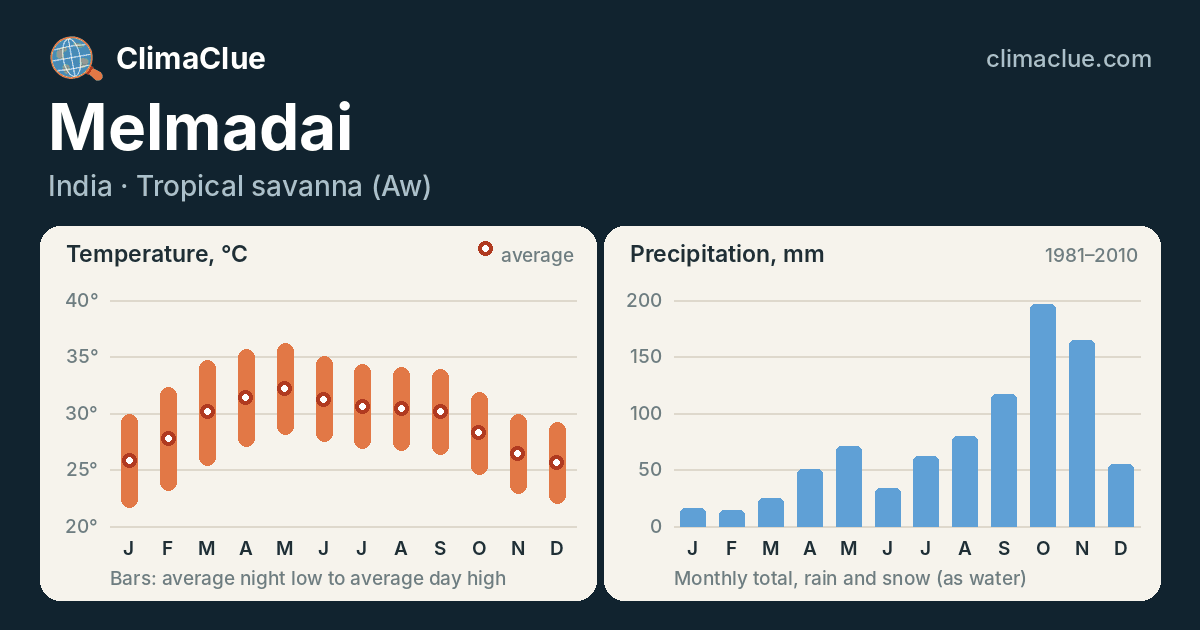 ClimaClue
climaclue.com
Melmadai
India · Tropical savanna (Aw)
Temperature, °C
average
40°
35°
30°
25°
20°
J F M A M J J A S O N D
Bars: average night low to average day high
Precipitation, mm
1981–2010
200
150
100
50
0
J F M A M J J A S O N D
Monthly total, rain and snow (as water)